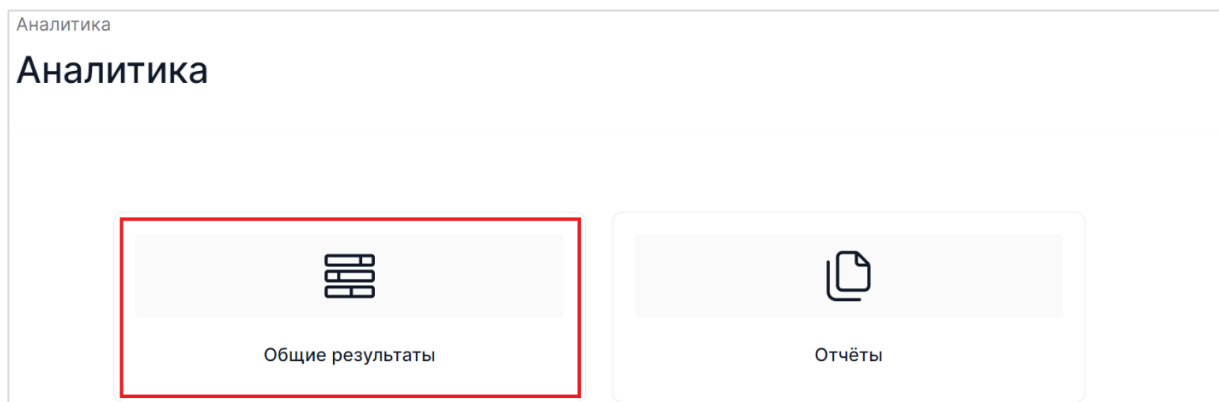 Аналитика
Аналитика
Общие результаты
Отчёты